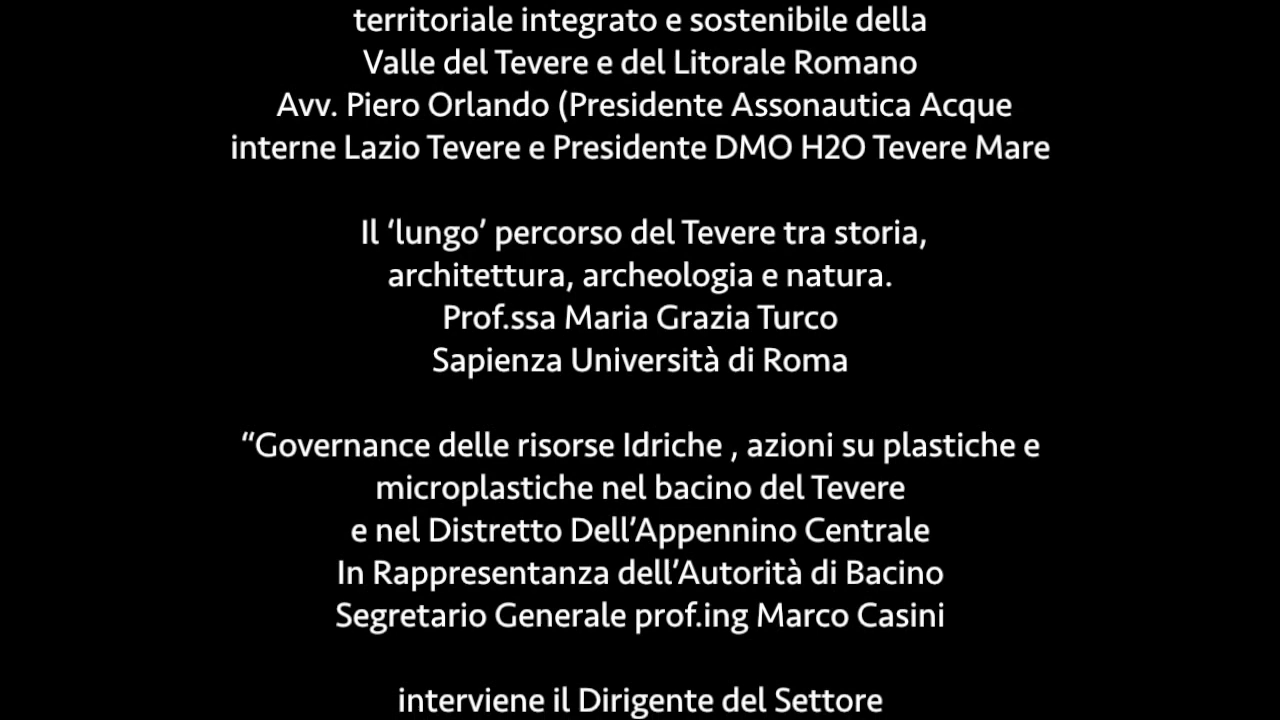 territoriale integrato e sostenibile della
Valle del Tevere e del Litorale Romano
Avv. Piero Orlando (Presidente Assonautica Acque
interne Lazio Tevere e Presidente DMO H2O Tevere Mare
Il ‘lungo’ percorso del Tevere tra storia,
architettura, archeologia e natura.
Prof.ssa Maria Grazia Turco
Sapienza Università di Roma
“Governance delle risorse Idriche , azioni su plastiche e
microplastiche nel bacino del Tevere
e nel Distretto Dell’Appennino Centrale
In Rappresentanza dell’Autorità di Bacino
Segretario Generale prof.ing Marco Casini
interviene il Dirigente del Settore